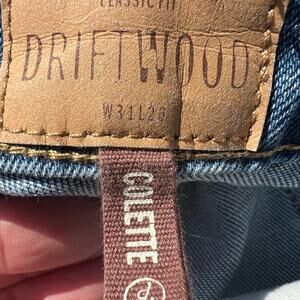 CLASSIC FIT
DRIFTWOOD
W31L28
COLETTE